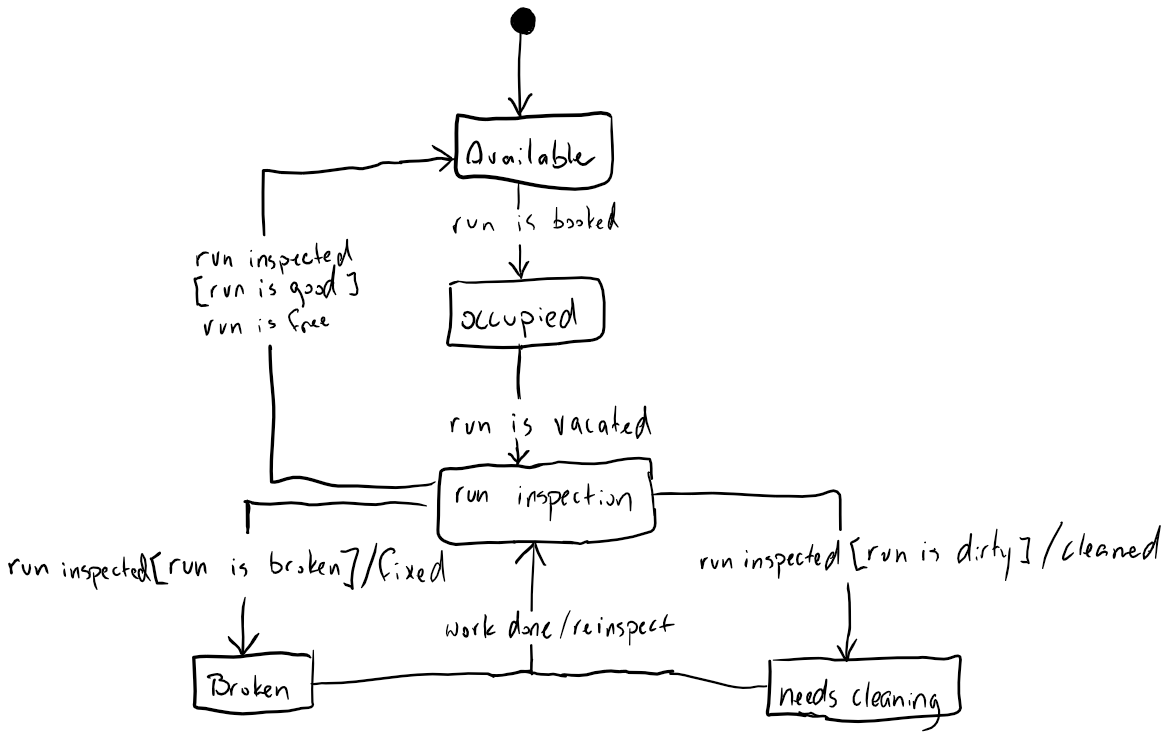 Available
run is booked
run inspected
[run is good]
run is free
occupied
run is vacated
run inspection
run inspected [run is broken]/fixed
run inspected [run is dirty]/cleaned
work done/reinspect
Broken
needs cleaning